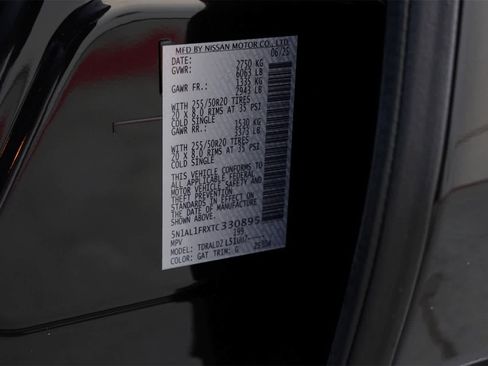 MFD BY NISSAN MOTOR CO., LTD.
DATE: 06/25
GVWR: 2750 KG
6063 LB
GAWR FR.: 1335 KG
2943 LB
WITH 255/50R20 TIRES
20 X 8.0 RIMS AT 35 PSI
COLD SINGLE
GAWR RR.: 1530 KG
3373 LB
WITH 255/50R20 TIRES
20 X 8.0 RIMS AT 35 PSI
COLD SINGLE
THIS VEHICLE CONFORMS TO
ALL APPLICABLE FEDERAL
MOTOR VEHICLE SAFETY AND
THEFT PREVENTION
STANDARDS IN EFFECT ON
THE DATE OF MANUFACTURE
SHOWN ABOVE.
5N1AL1FRXTC330895
MPV 199
MODEL:
COLOR: GAT TRIM: G